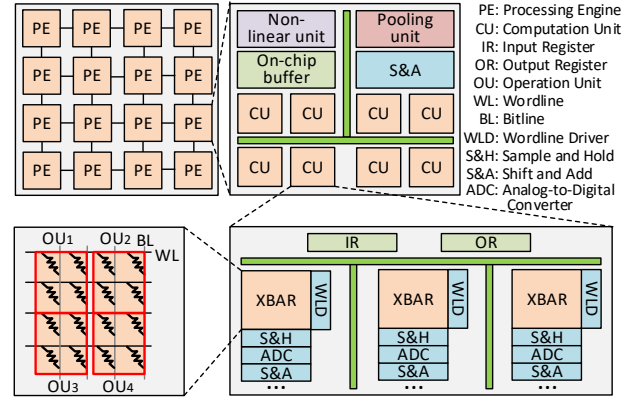 PE PE PE PE
PE PE PE PE
PE PE PE PE
PE PE PE PE
Non-
linear unit
Pooling
unit
On-chip
buffer
S&A
CU CU CU CU
CU CU CU CU
PE: Processing Engine
CU: Computation Unit
IR: Input Register
OR: Output Register
OU: Operation Unit
WL: Wordline
BL: Bitline
WLD: Wordline Driver
S&H: Sample and Hold
S&A: Shift and Add
ADC: Analog-to-Digital
Converter
OU1 OU2 BL
WL
OU3 OU4
IR OR
XBAR WLD XBAR WLD XBAR WLD
S&H S&H S&H
ADC ADC ADC
S&A S&A S&A
... ... ...